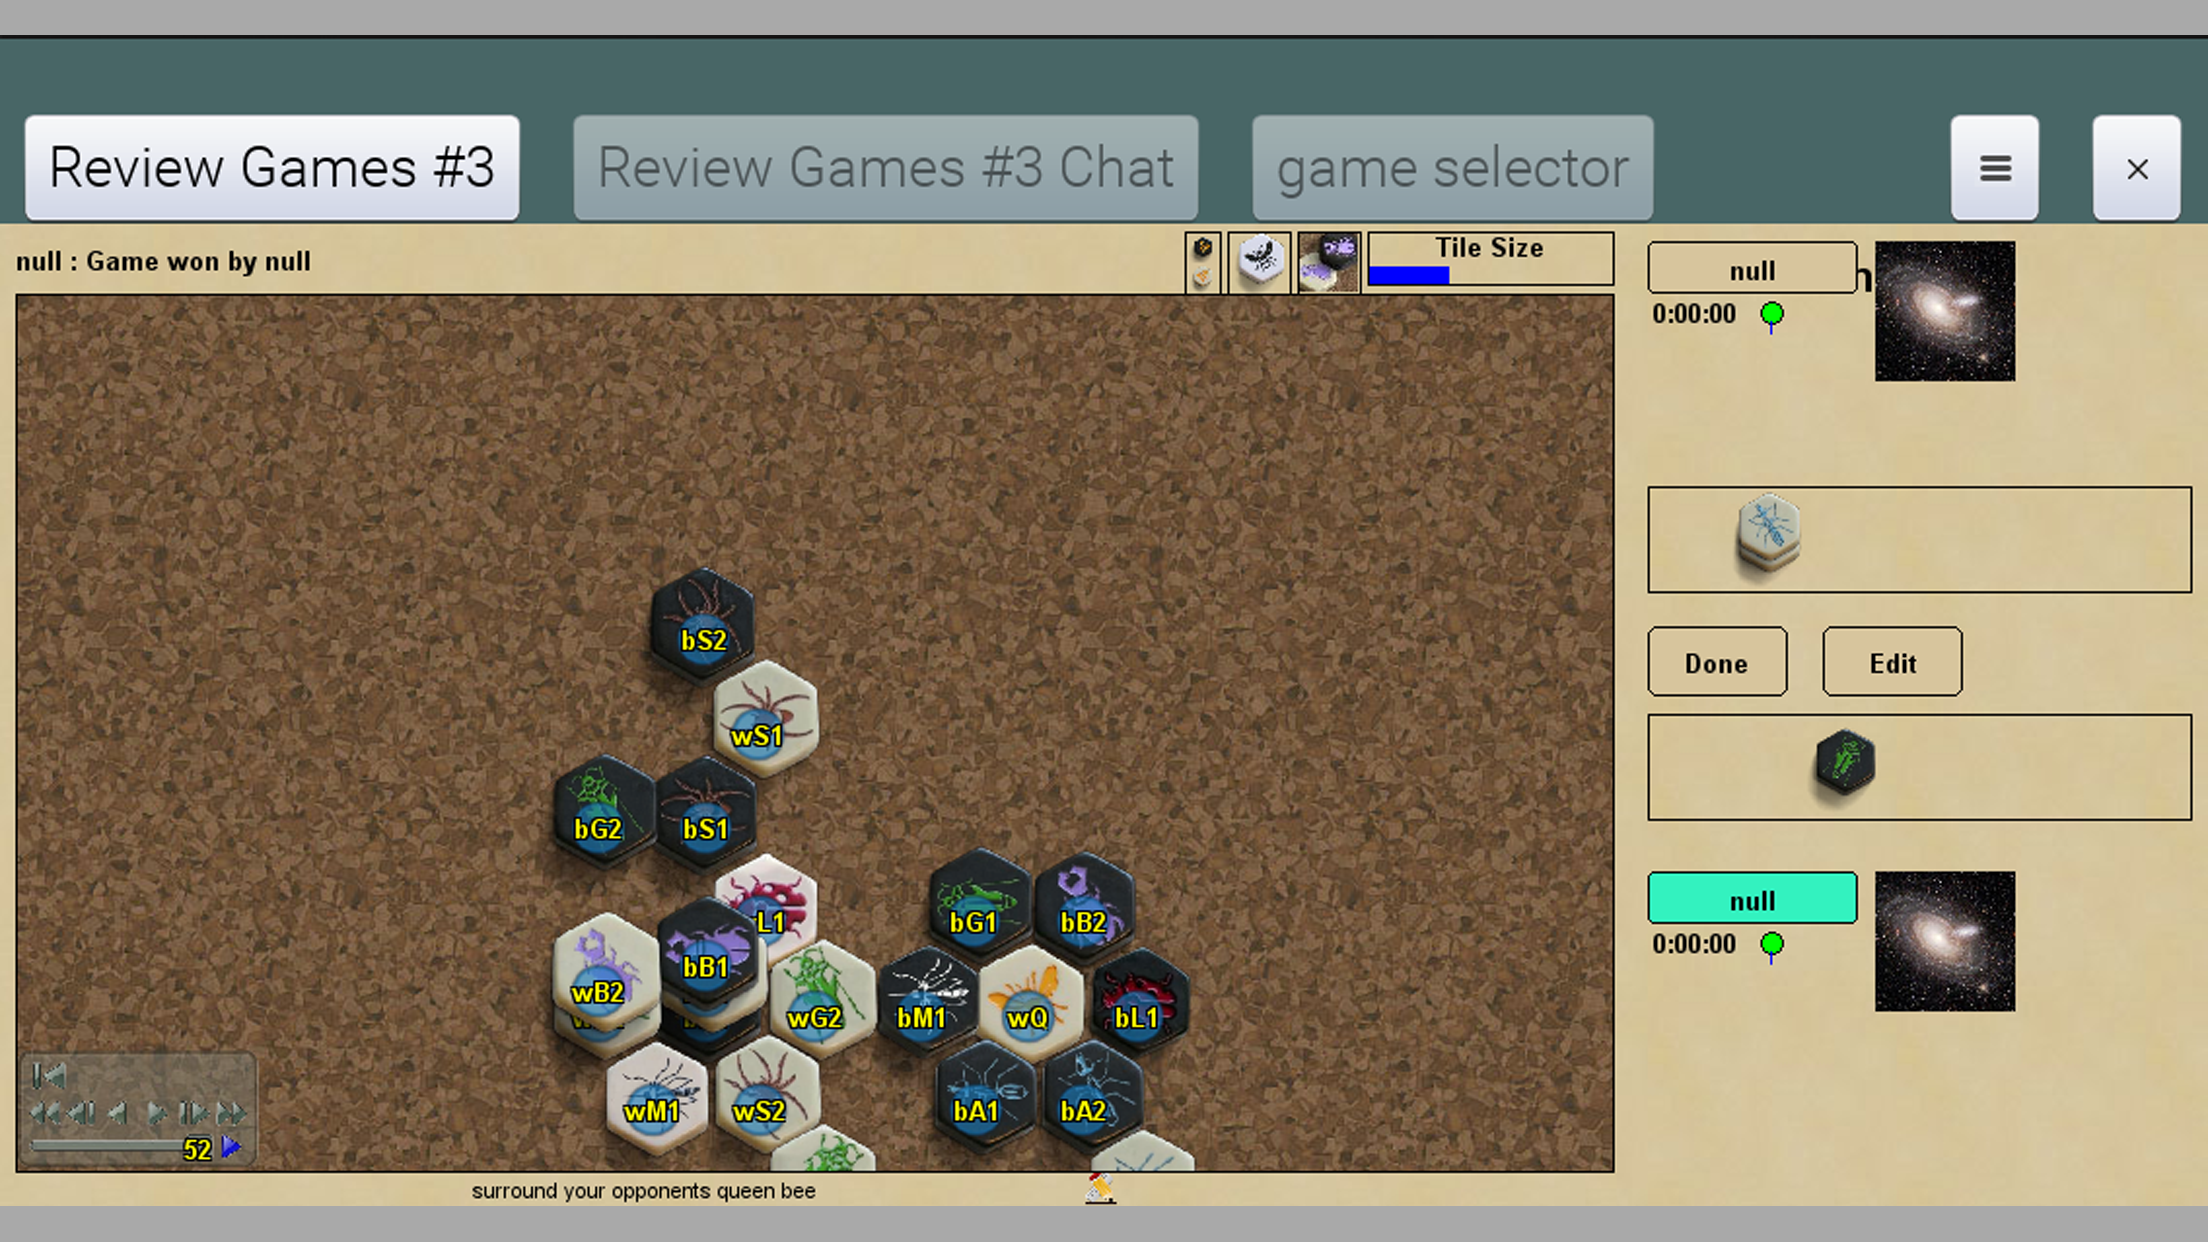 Review Games #3
Review Games #3 Chat
game selector
null : Game won by null
Tile Size
null
0:00:00
bS2
wS1
bG2
bS1
L1
bG1
bB2
wB2
bB1
wG2
bM1
wQ
bL1
wM1
wS2
bA1
bA2
52
Done
Edit
null
0:00:00
surround your opponents queen bee